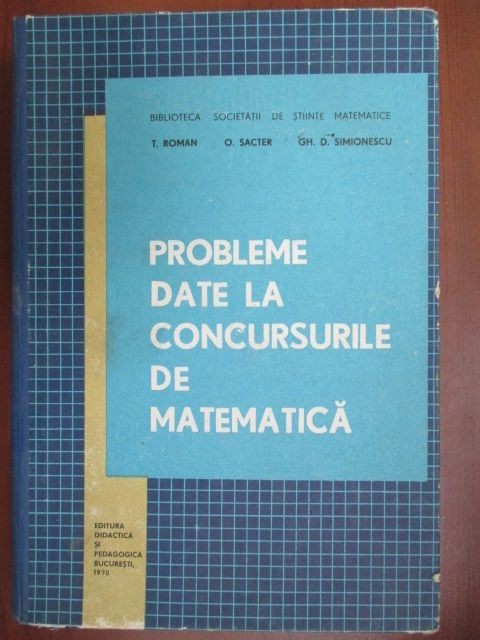 BIBLIOTECA SOCIETĂȚII DE ȘTIINȚE MATEMATICE
T. ROMAN O. SACTER GH. D. SIMIONESCU
PROBLEME
DATE LA
CONCURSURILE
DE
MATEMATICĂ
EDITURA
DIDACTICĂ
ȘI
PEDAGOGICĂ
BUCUREȘTI,
1970